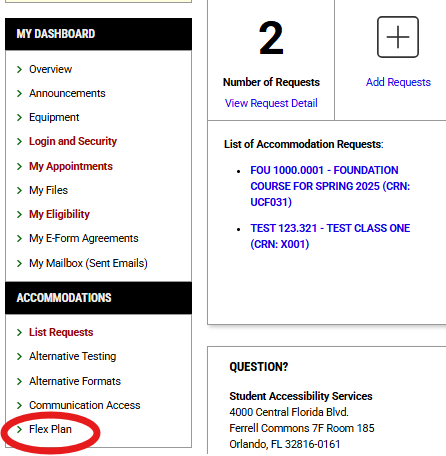 MY DASHBOARD
Overview
Announcements
Equipment
Login and Security
My Appointments
My Files
My Eligibility
My E-Form Agreements
My Mailbox (Sent Emails)
ACCOMMODATIONS
List Requests
Alternative Testing
Alternative Formats
Communication Access
Flex Plan
2
Number of Requests
View Request Detail
Add Requests
List of Accommodation Requests:
FOU 1000.0001 - FOUNDATION
COURSE FOR SPRING 2025 (CRN:
UCF031)
TEST 123.321 - TEST CLASS ONE
(CRN: X001)
QUESTION?
Student Accessibility Services
4000 Central Florida Blvd.
Ferrell Commons 7F Room 185
Orlando, FL 32816-0161